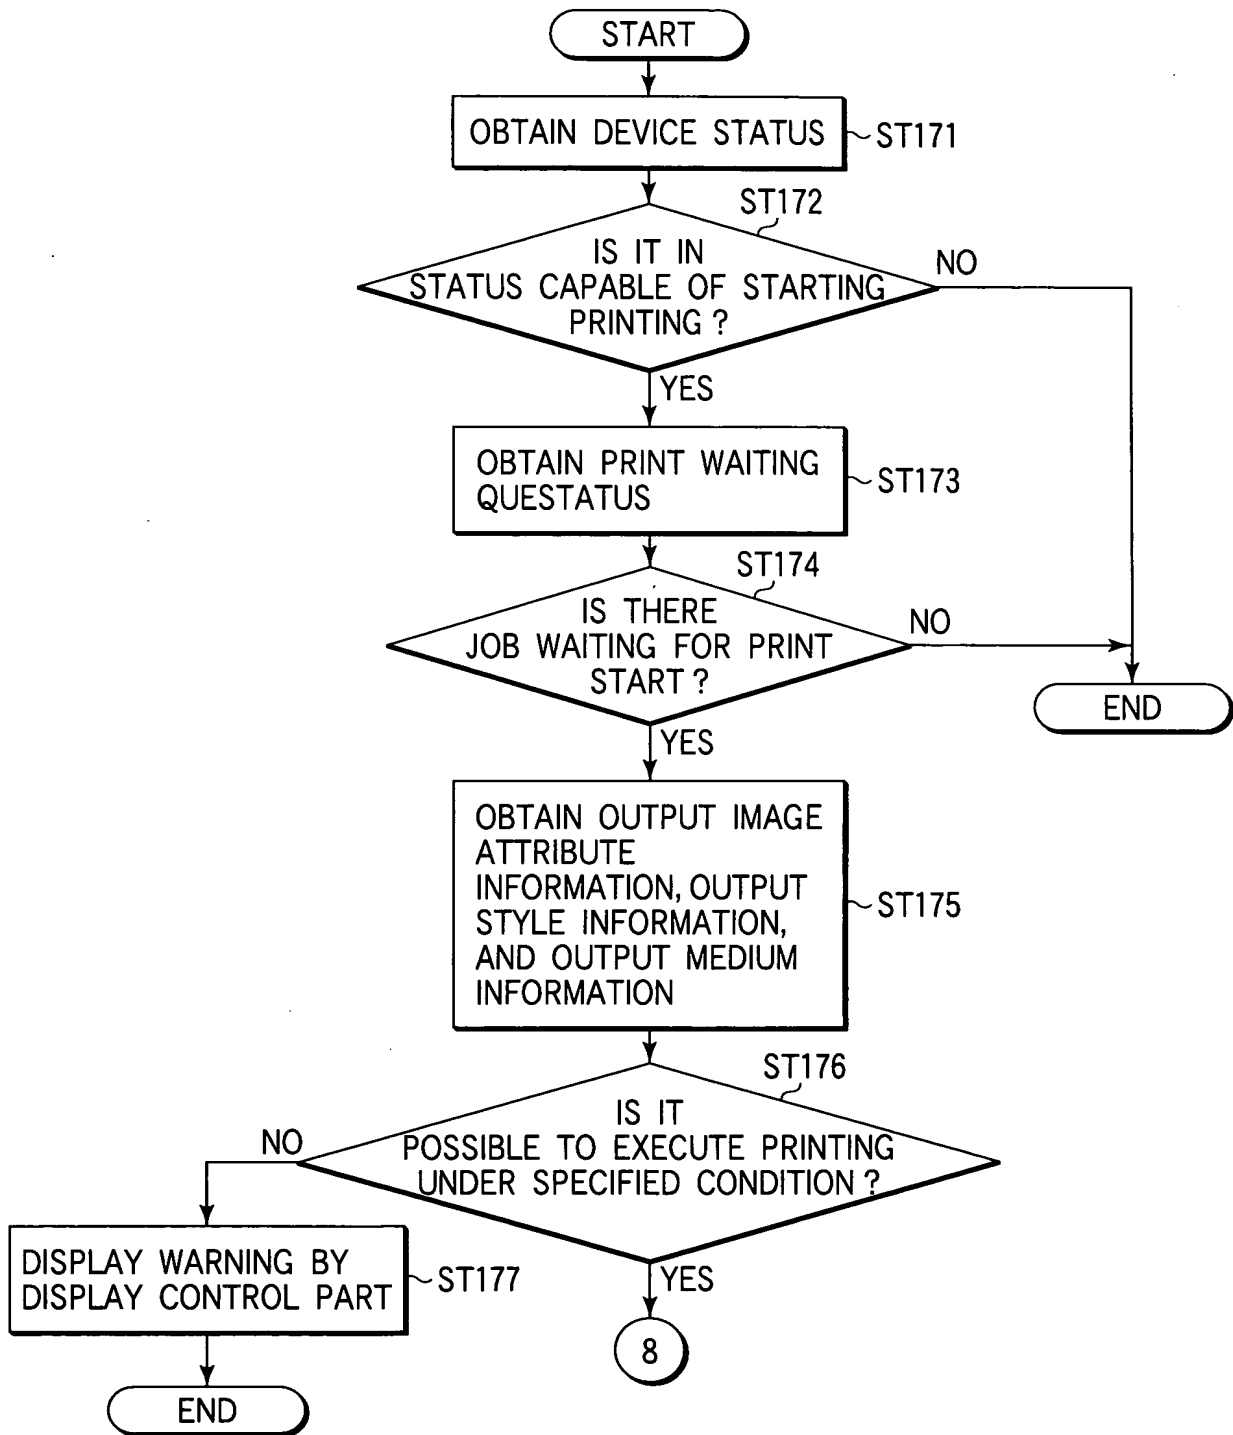 START
OBTAIN DEVICE STATUS
ST171
ST172
IS IT IN
STATUS CAPABLE OF STARTING
PRINTING?
NO
YES
OBTAIN PRINT WAITING
QUESTATUS
ST173
ST174
IS THERE
JOB WAITING FOR PRINT
START?
NO
END
YES
OBTAIN OUTPUT IMAGE
ATTRIBUTE
INFORMATION, OUTPUT
STYLE INFORMATION,
AND OUTPUT MEDIUM
INFORMATION
ST175
ST176
IS IT
POSSIBLE TO EXECUTE PRINTING
UNDER SPECIFIED CONDITION?
NO
DISPLAY WARNING BY
DISPLAY CONTROL PART
ST177
YES
8
END